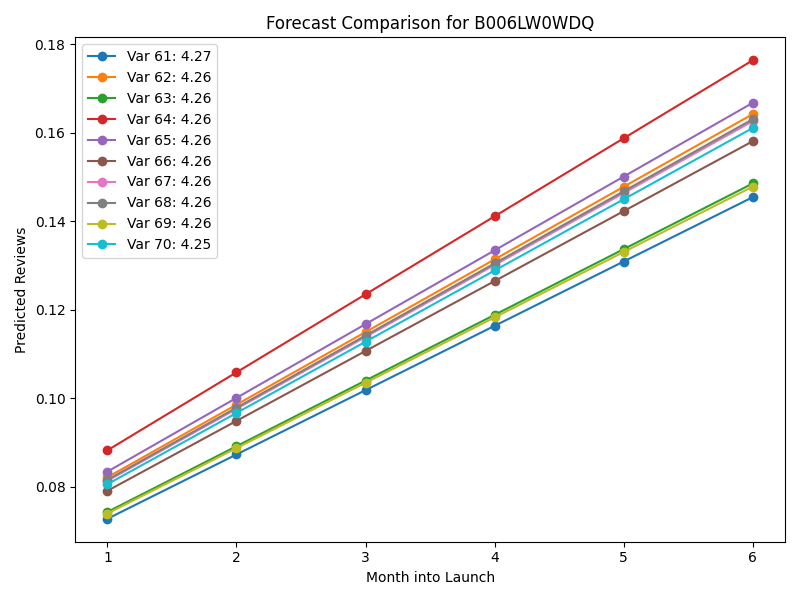 Forecast Comparison for B006LW0WDQ
Var 61: 4.27
Var 62: 4.26
Var 63: 4.26
Var 64: 4.26
Var 65: 4.26
Var 66: 4.26
Var 67: 4.26
Var 68: 4.26
Var 69: 4.26
Var 70: 4.25
0.18
0.16
0.14
0.12
0.10
0.08
Predicted Reviews
1 2 3 4 5 6
Month into Launch